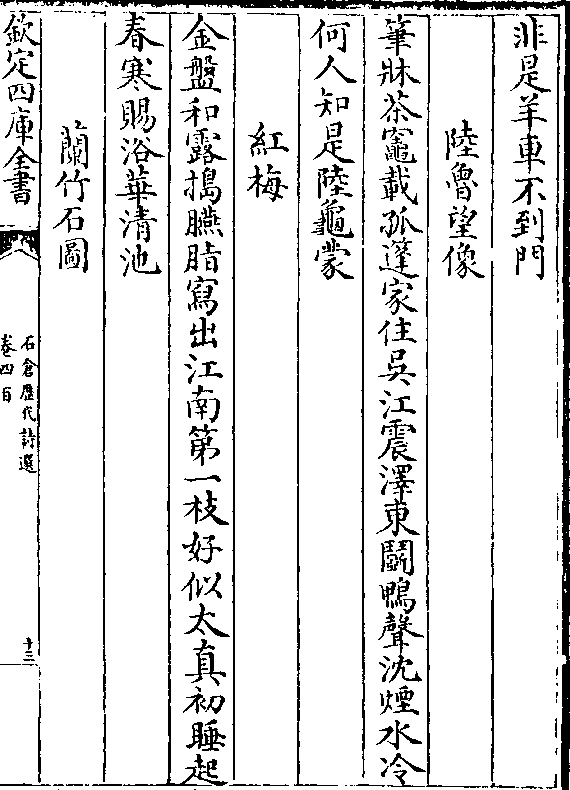 非是羊車不到門
陸魯望像
筆牀茶竈載孤篷家住吳江震澤東鬬鴨聲沈煙水冷
何人知是陸龜蒙
紅梅
金盤和露搗臙脂寫出江南第一枝好似太真初睡起
春寒賜浴華清池
蘭竹石圖
欽定四庫全書
石倉歷代詩選
卷四百
十三